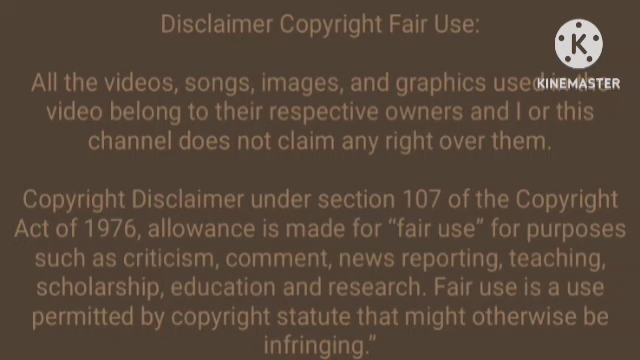 Disclaimer Copyright Fair Use:
All the videos, songs, images, and graphics used in the
video belong to their respective owners and I or this
channel does not claim any right over them.
Copyright Disclaimer under section 107 of the Copyright
Act of 1976, allowance is made for “fair use” for purposes
such as criticism, comment, news reporting, teaching,
scholarship, education and research. Fair use is a use
permitted by copyright statute that might otherwise be
infringing.”
K
KINEMASTER